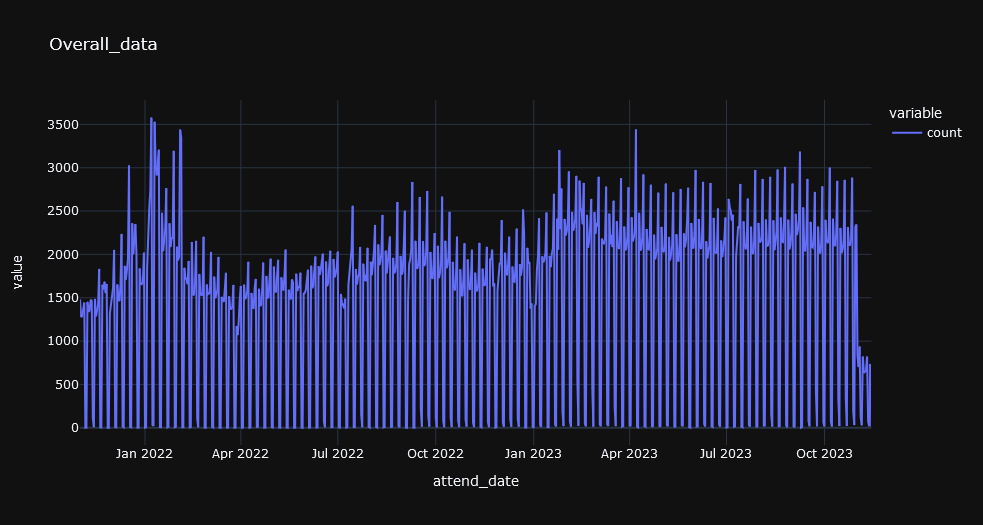 Overall_data
variable
count
value
3500
3000
2500
2000
1500
1000
500
0
Jan 2022
Apr 2022
Jul 2022
Oct 2022
Jan 2023
Apr 2023
Jul 2023
Oct 2023
attend_date